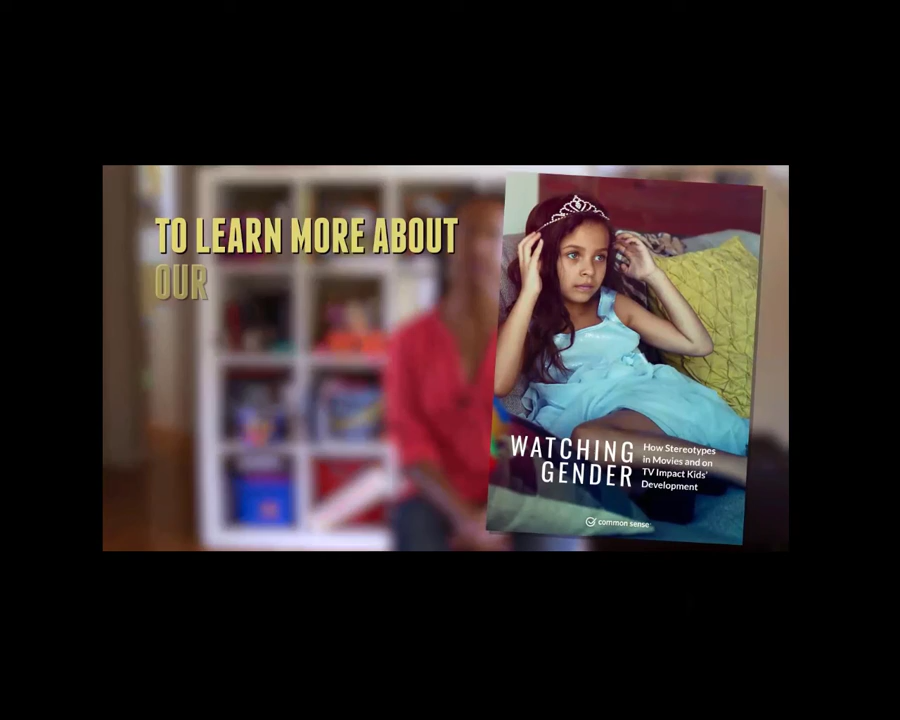 TO LEARN MORE ABOUT
OUR
WATCHING
GENDER
How Stereotypes
in Movies and on
TV Impact Kids'
Development
common sense